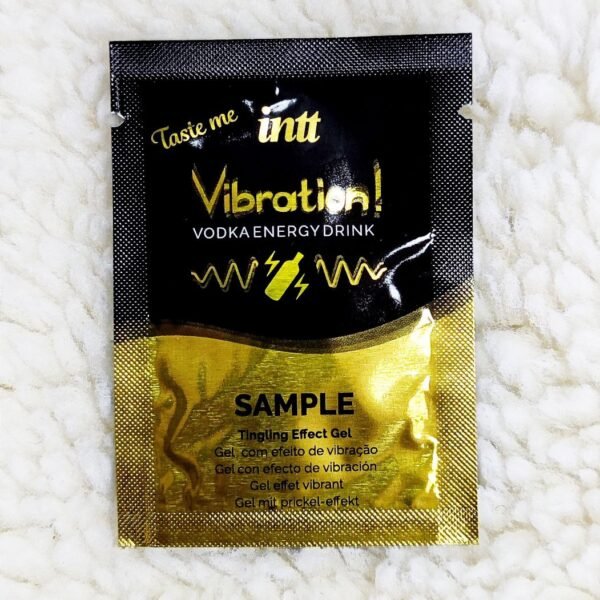 Taste me
intt
Vibration!
VODKA ENERGY DRINK
SAMPLE
Tingling Effect Gel
Gel, com efeito de vibração
Gel con efecto de vibración
Gel effet vibrant
Gel mit prickel-effekt